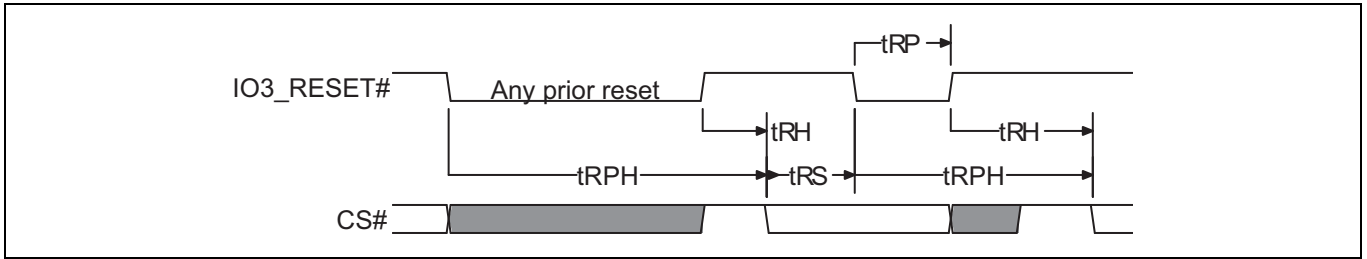 tRP
IO3_RESET# Any prior reset
tRH tRH
tRPH tRS tRPH
CS#